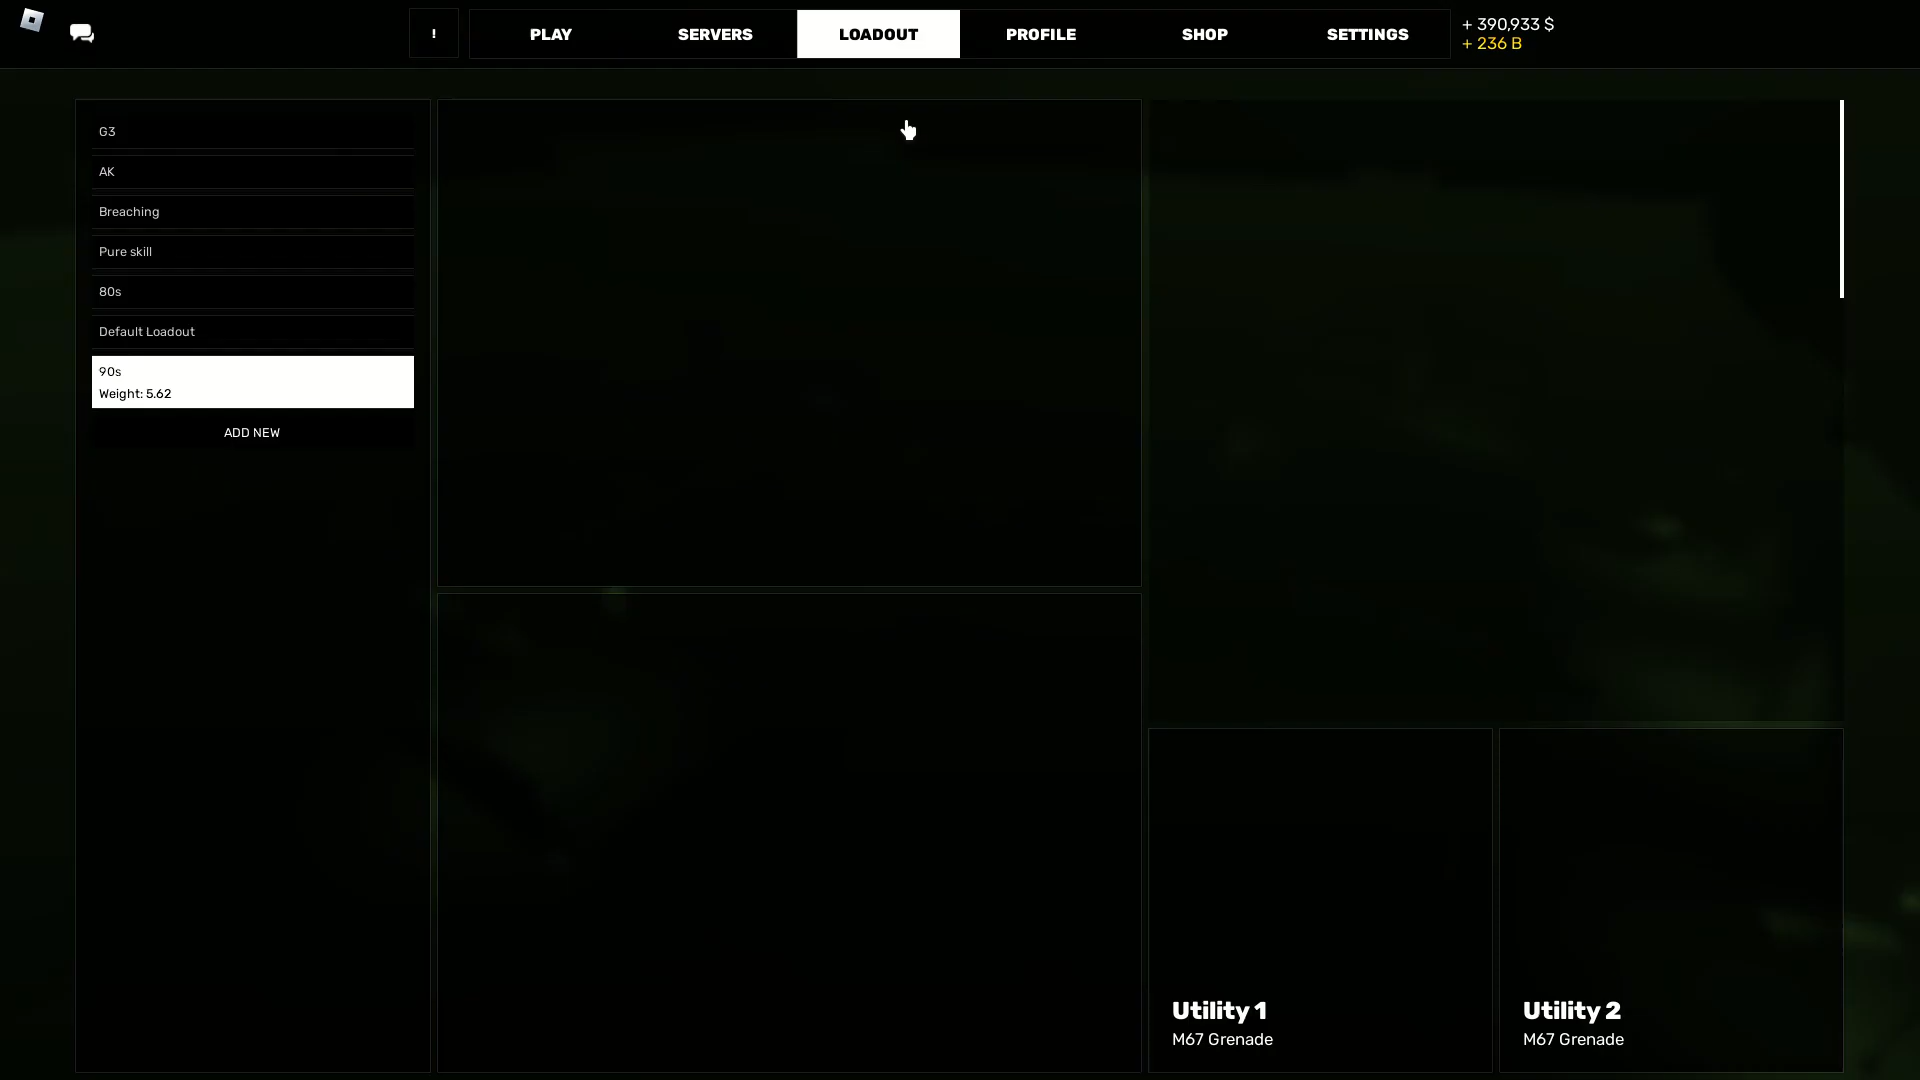 !
PLAY
SERVERS
LOADOUT
PROFILE
SHOP
SETTINGS
+ 390,933 $
+ 236 B
G3
AK
Breaching
Pure skill
80s
Default Loadout
90s
Weight: 5.62
ADD NEW
Utility 1
M67 Grenade
Utility 2
M67 Grenade